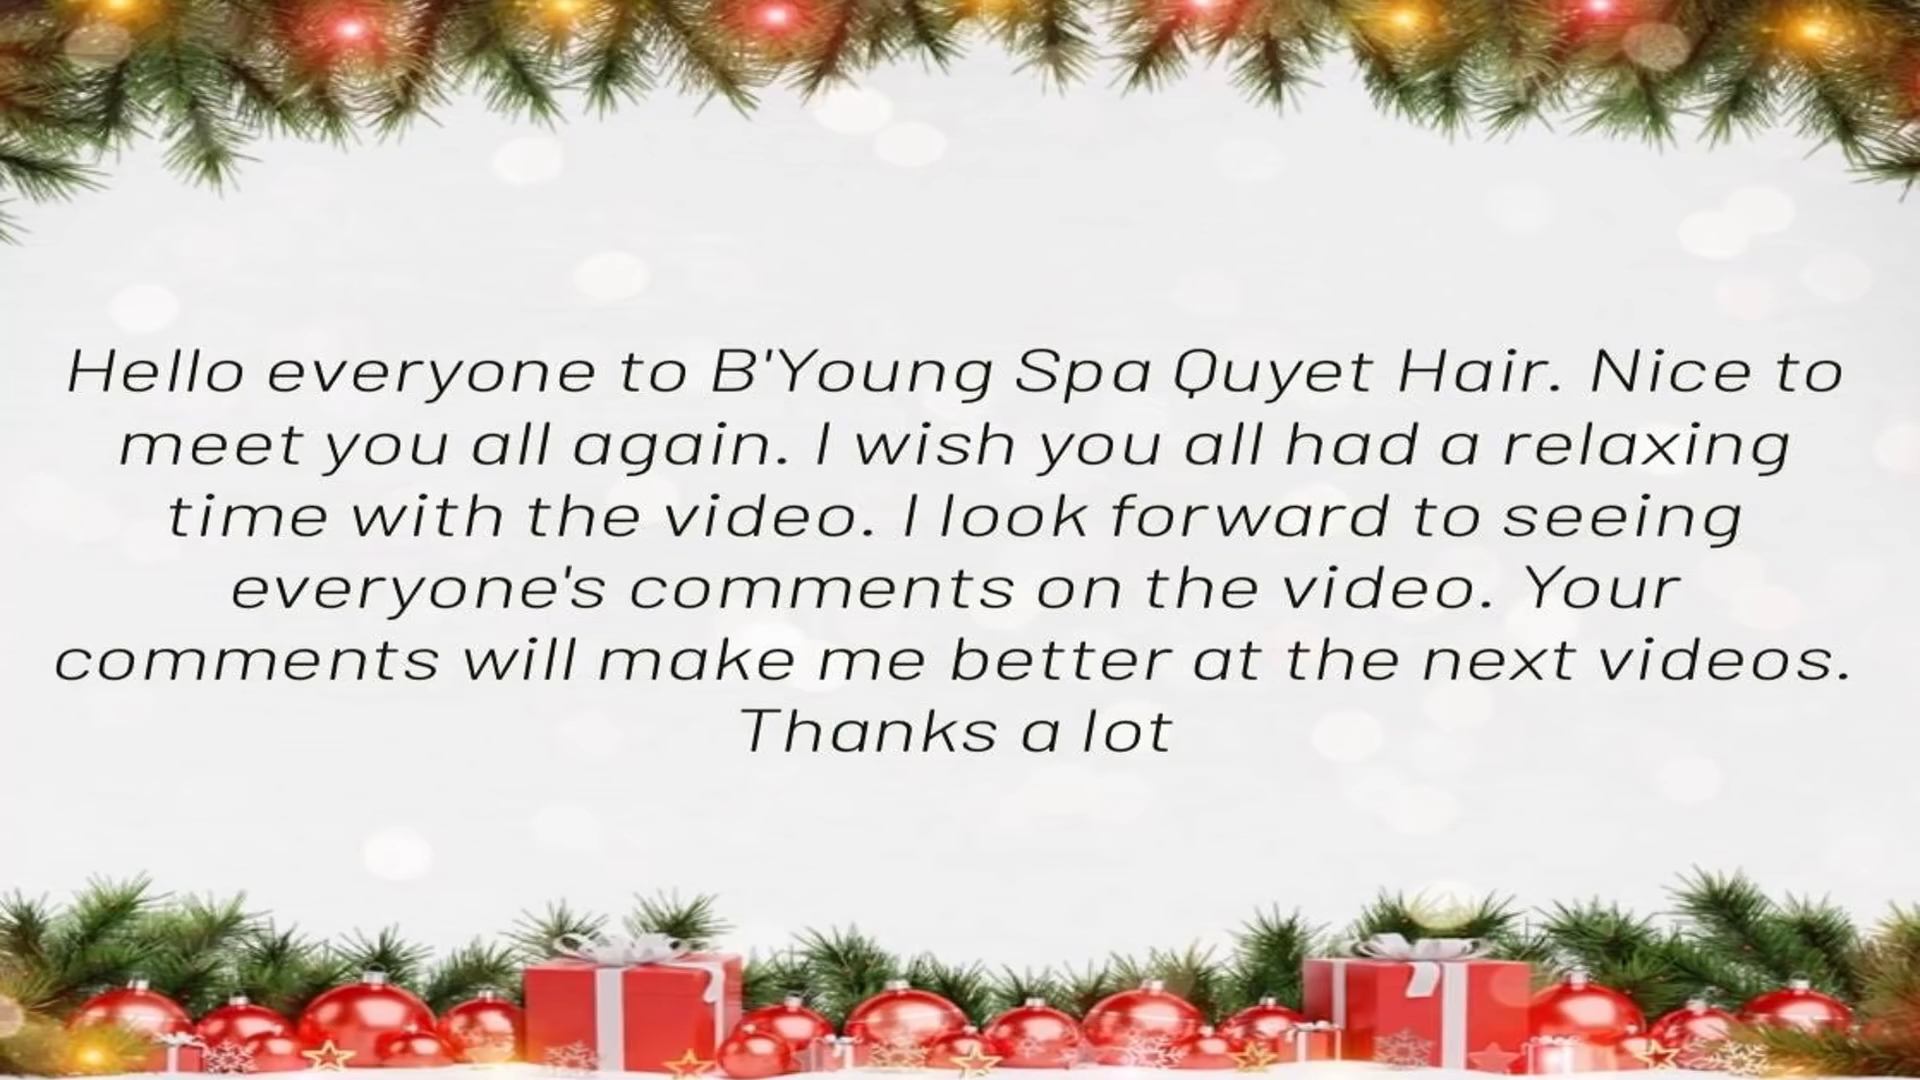 Hello everyone to B'Young Spa Quyet Hair. Nice to
meet you all again. I wish you all had a relaxing
time with the video. I look forward to seeing
everyone's comments on the video. Your
comments will make me better at the next videos.
Thanks a lot